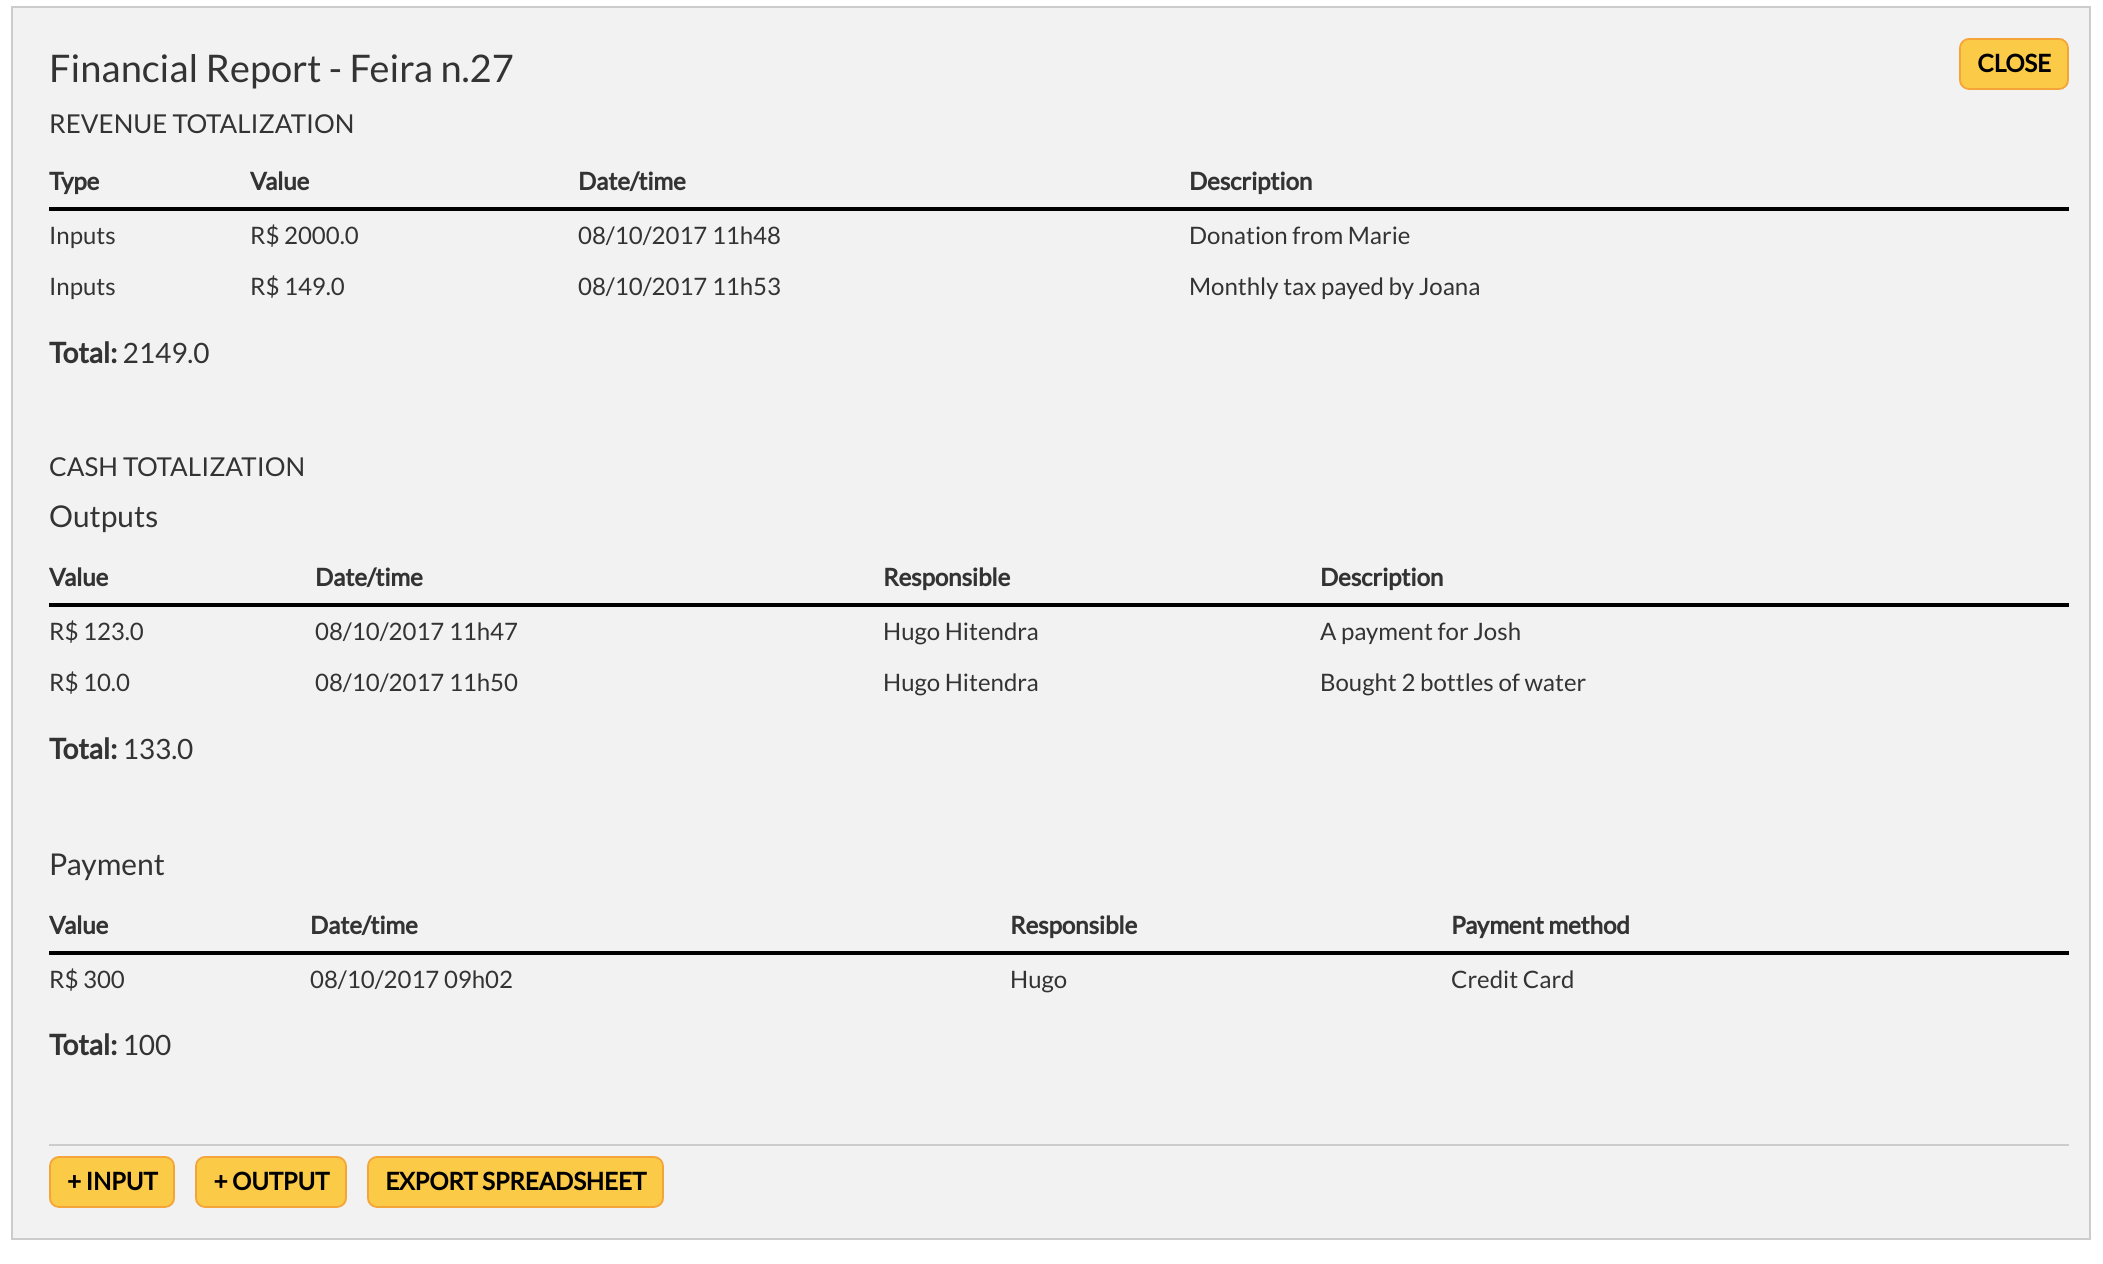 Financial Report - Feira n.27
CLOSE
REVENUE TOTALIZATION
Type Value Date/time Description
Inputs R$ 2000.0 08/10/2017 11h48 Donation from Marie
Inputs R$ 149.0 08/10/2017 11h53 Monthly tax payed by Joana
Total: 2149.0
CASH TOTALIZATION
Outputs
Value Date/time Responsible Description
R$ 123.0 08/10/2017 11h47 Hugo Hitendra A payment for Josh
R$ 10.0 08/10/2017 11h50 Hugo Hitendra Bought 2 bottles of water
Total: 133.0
Payment
Value Date/time Responsible Payment method
R$ 300 08/10/2017 09h02 Hugo Credit Card
Total: 100
+ INPUT + OUTPUT EXPORT SPREADSHEET